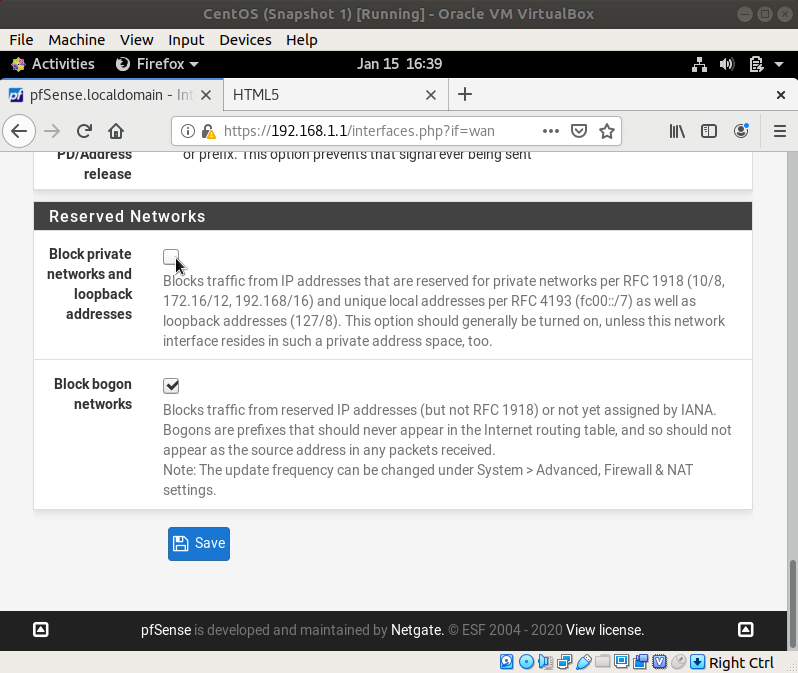 CentOS (Snapshot 1) [Running] - Oracle VM VirtualBox
File Machine View Input Devices Help
Activities Firefox Jan 15 16:39
pfSense.localdomain - Int HTML5
https://192.168.1.1/interfaces.php?if=wan
PD/Address or prefix. This option prevents that signal ever being sent
release
Reserved Networks
Block private
networks and
loopback
addresses
Blocks traffic from IP addresses that are reserved for private networks per RFC 1918 (10/8,
172.16/12, 192.168/16) and unique local addresses per RFC 4193 (fc00::/7) as well as
loopback addresses (127/8). This option should generally be turned on, unless this network
interface resides in such a private address space, too.
Block bogon
networks
Blocks traffic from reserved IP addresses (but not RFC 1918) or not yet assigned by IANA.
Bogons are prefixes that should never appear in the Internet routing table, and so should not
appear as the source address in any packets received.
Note: The update frequency can be changed under System > Advanced, Firewall & NAT
settings.
Save
pfSense is developed and maintained by Netgate. © ESF 2004 - 2020 View license.
Right Ctrl